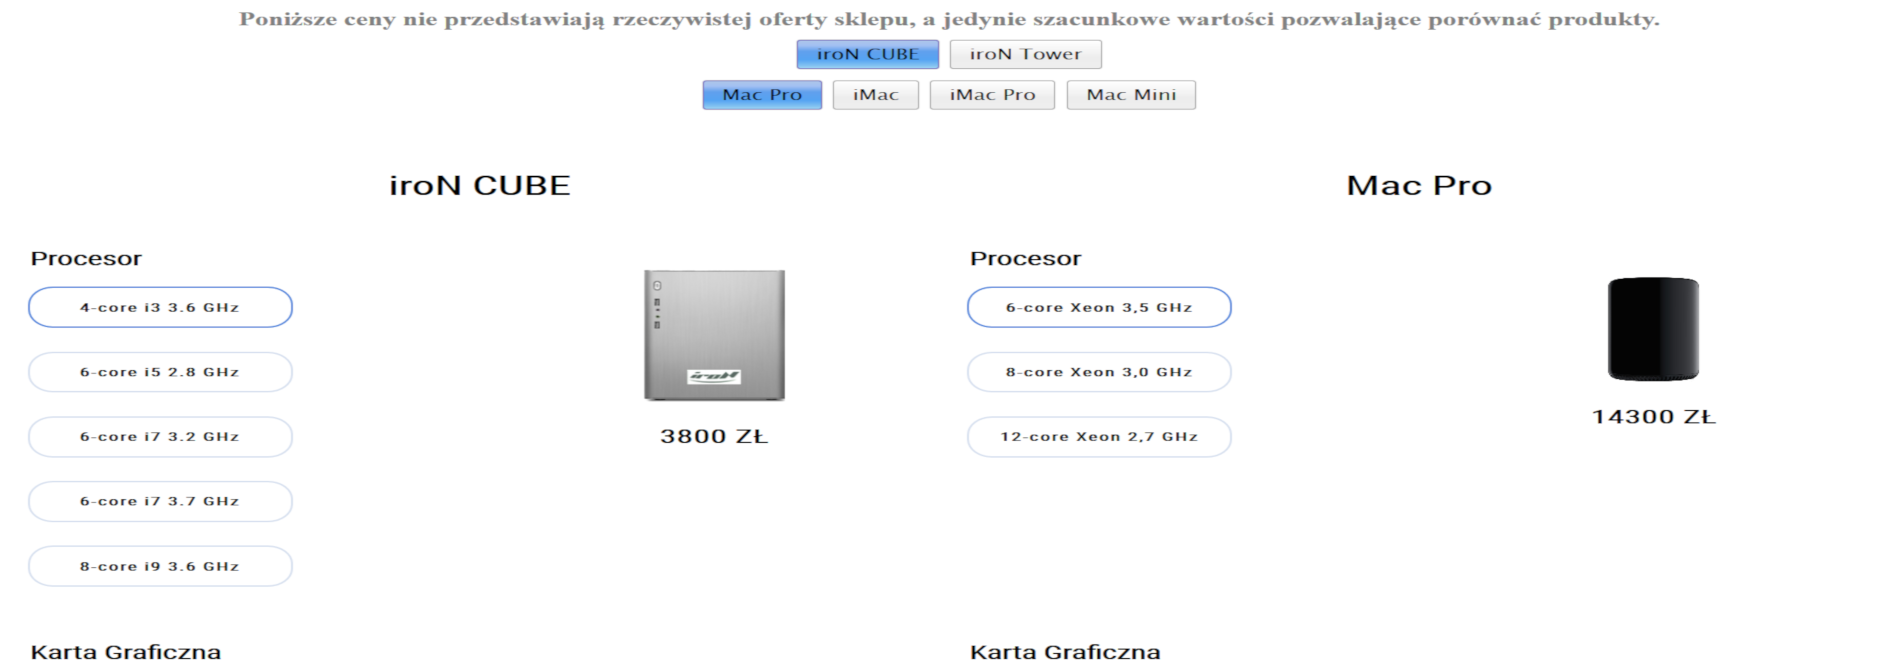 Poniższe ceny nie przedstawiają rzeczywistej oferty sklepu, a jedynie szacunkowe wartości pozwalające porównać produkty.
iroN CUBE iroN Tower
Mac Pro iMac iMac Pro Mac Mini
iroN CUBE
Procesor
4-core i3 3.6 GHz
6-core i5 2.8 GHz
6-core i7 3.2 GHz
6-core i7 3.7 GHz
8-core i9 3.6 GHz
iroN
3800 ZŁ
Karta Graficzna
Mac Pro
Procesor
6-core Xeon 3,5 GHz
8-core Xeon 3,0 GHz
12-core Xeon 2,7 GHz
14300 ZŁ
Karta Graficzna